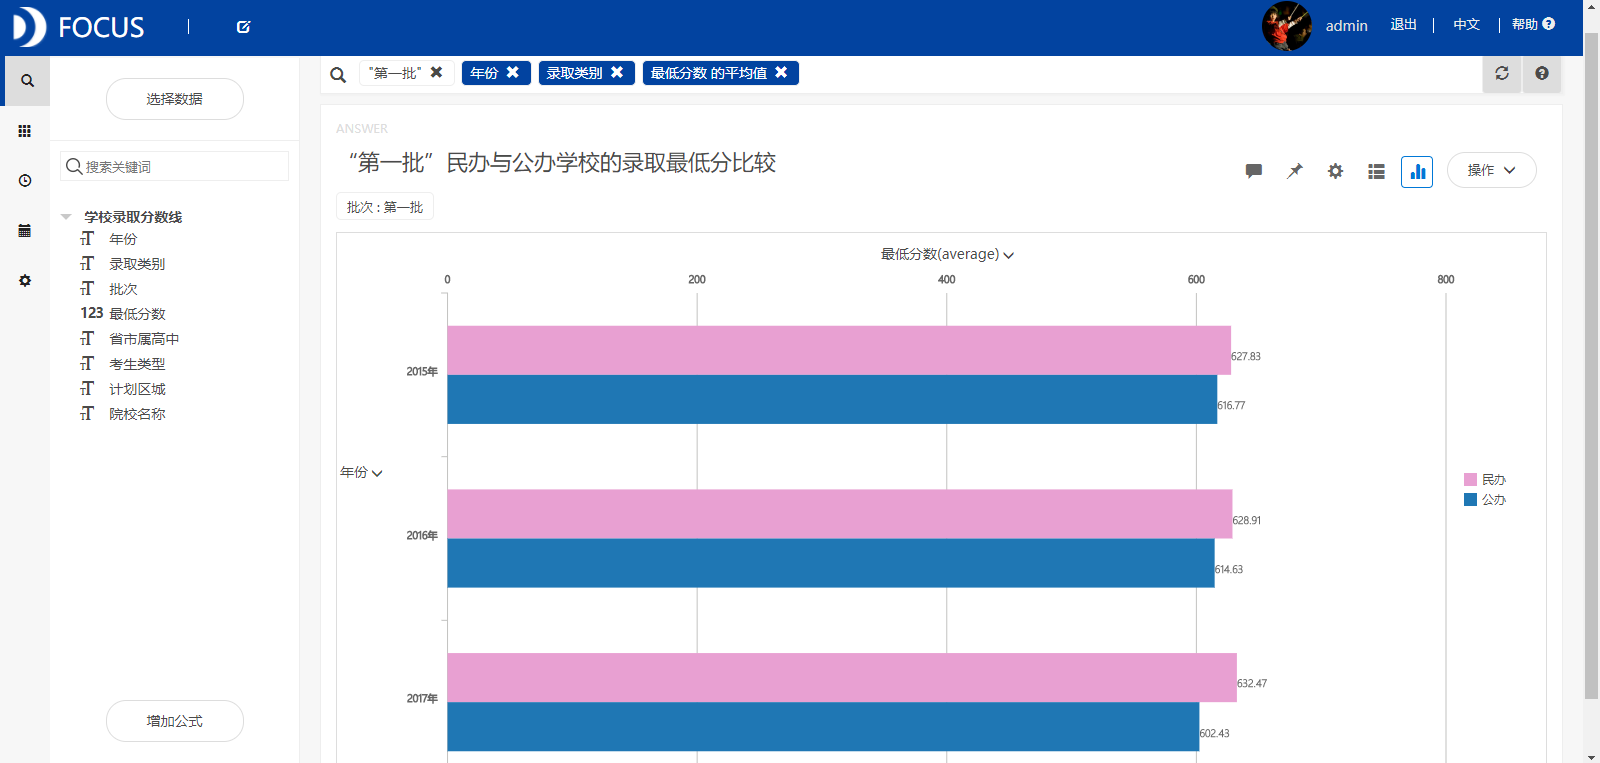 FOCUS
admin 退出 中文 帮助
选择数据
搜索关键词
学校录取分数线
年份
录取类别
批次
123 最低分数
省市属高中
考生类型
计划区城
院校名称
增加公式
"第一批" 年份 录取类别 最低分数 的平均值
ANSWER
“第一批”民办与公办学校的录取最低分比较
操作
批次 : 第一批
最低分数(average)
0 200 400 600 800
年份
2015年
627.83
616.77
2016年
628.91
614.63
2017年
632.47
602.43
民办
公办